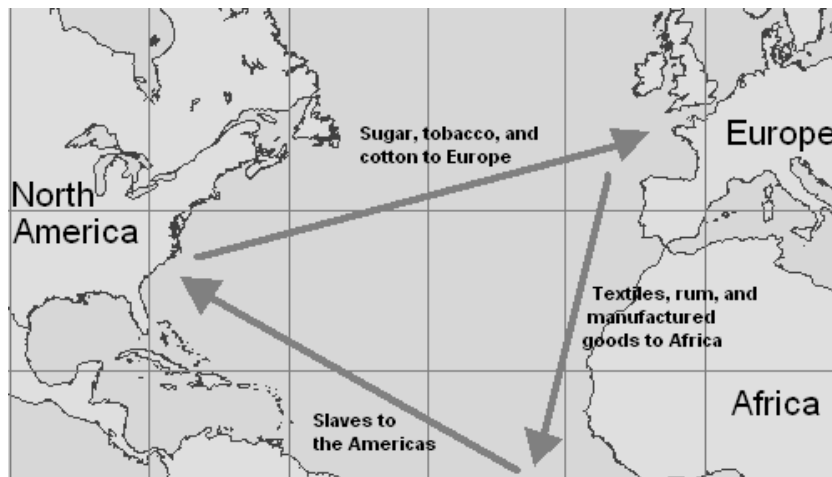 Sugar, tobacco, and
cotton to Europe
Europe
North
America
Textiles, rum, and
manufactured
goods to Africa
Africa
Slaves to
the Americas